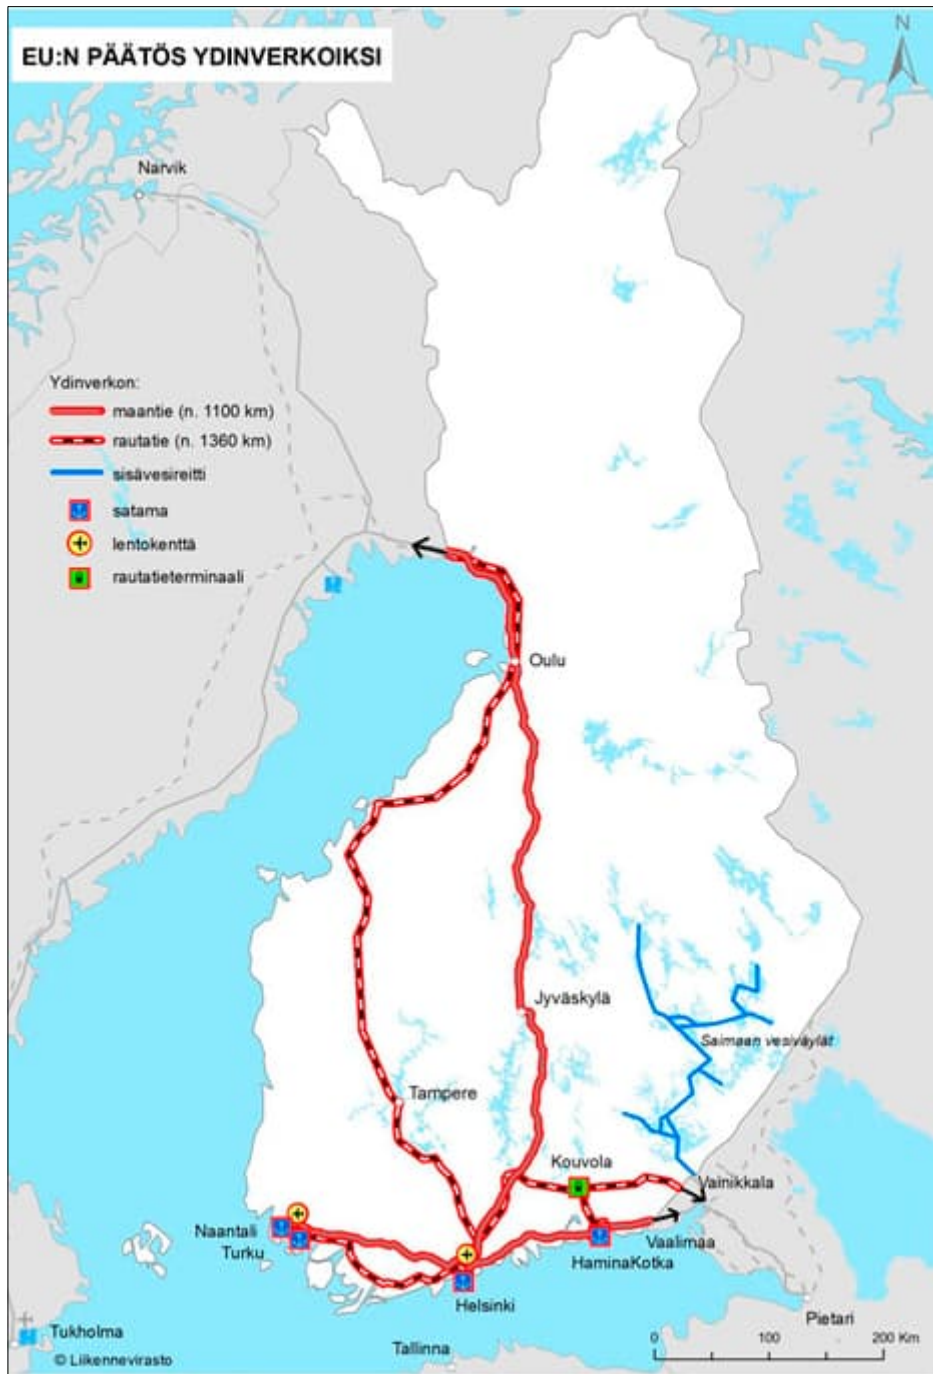 EU:N PÄÄTÖS YDINVERKOIKSI
N
Narvik
Ydinverkon:
maantie (n. 1100 km)
rautatie (n. 1360 km)
sisävesireitti
satama
lentokenttä
rautatieterminaali
Oulu
Jyväskylä
Saimaan vesiväylät
Tampere
Kouvola
Vainikkala
Naantali
Turku
Vaalimaa
HaminaKotka
Helsinki
Pietari
Tukholma
Tallinna
0 100 200 Km
© Liikennevirasto